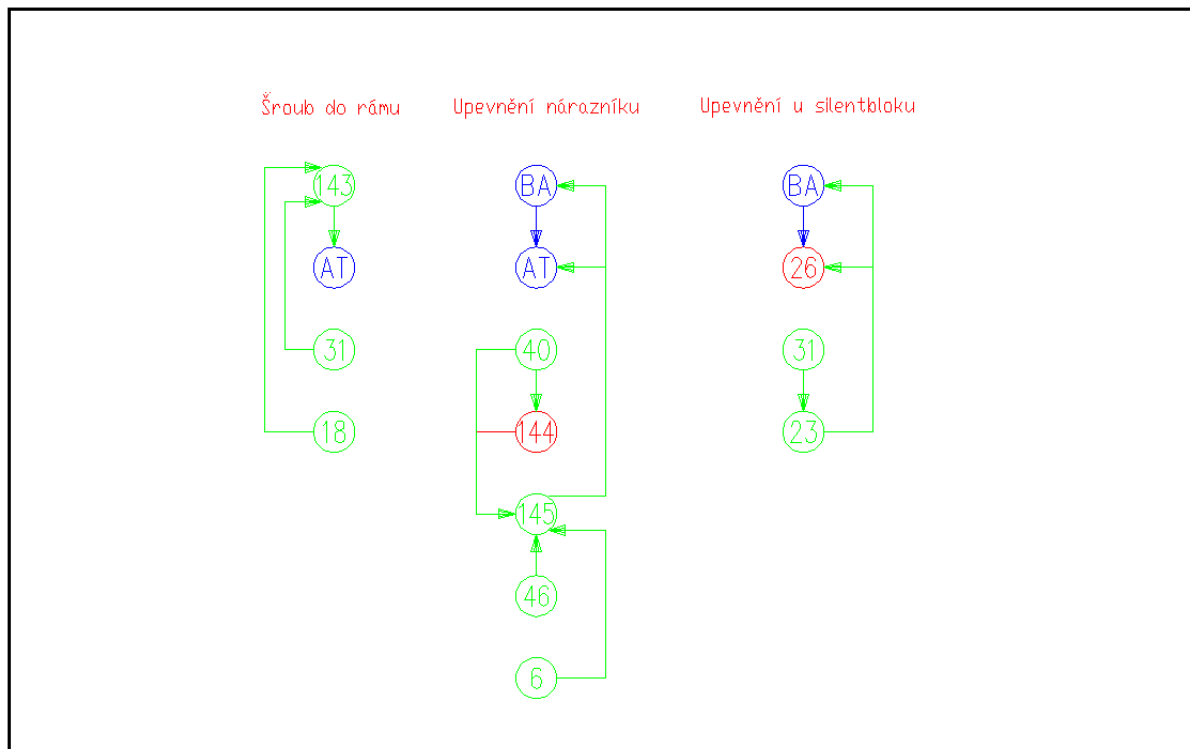 Šroub do rámu
Upevnění nárazníku
Upevnění u silentbloku
143
BA
BA
AT
AT
26
31
40
31
18
144
23
145
46
6